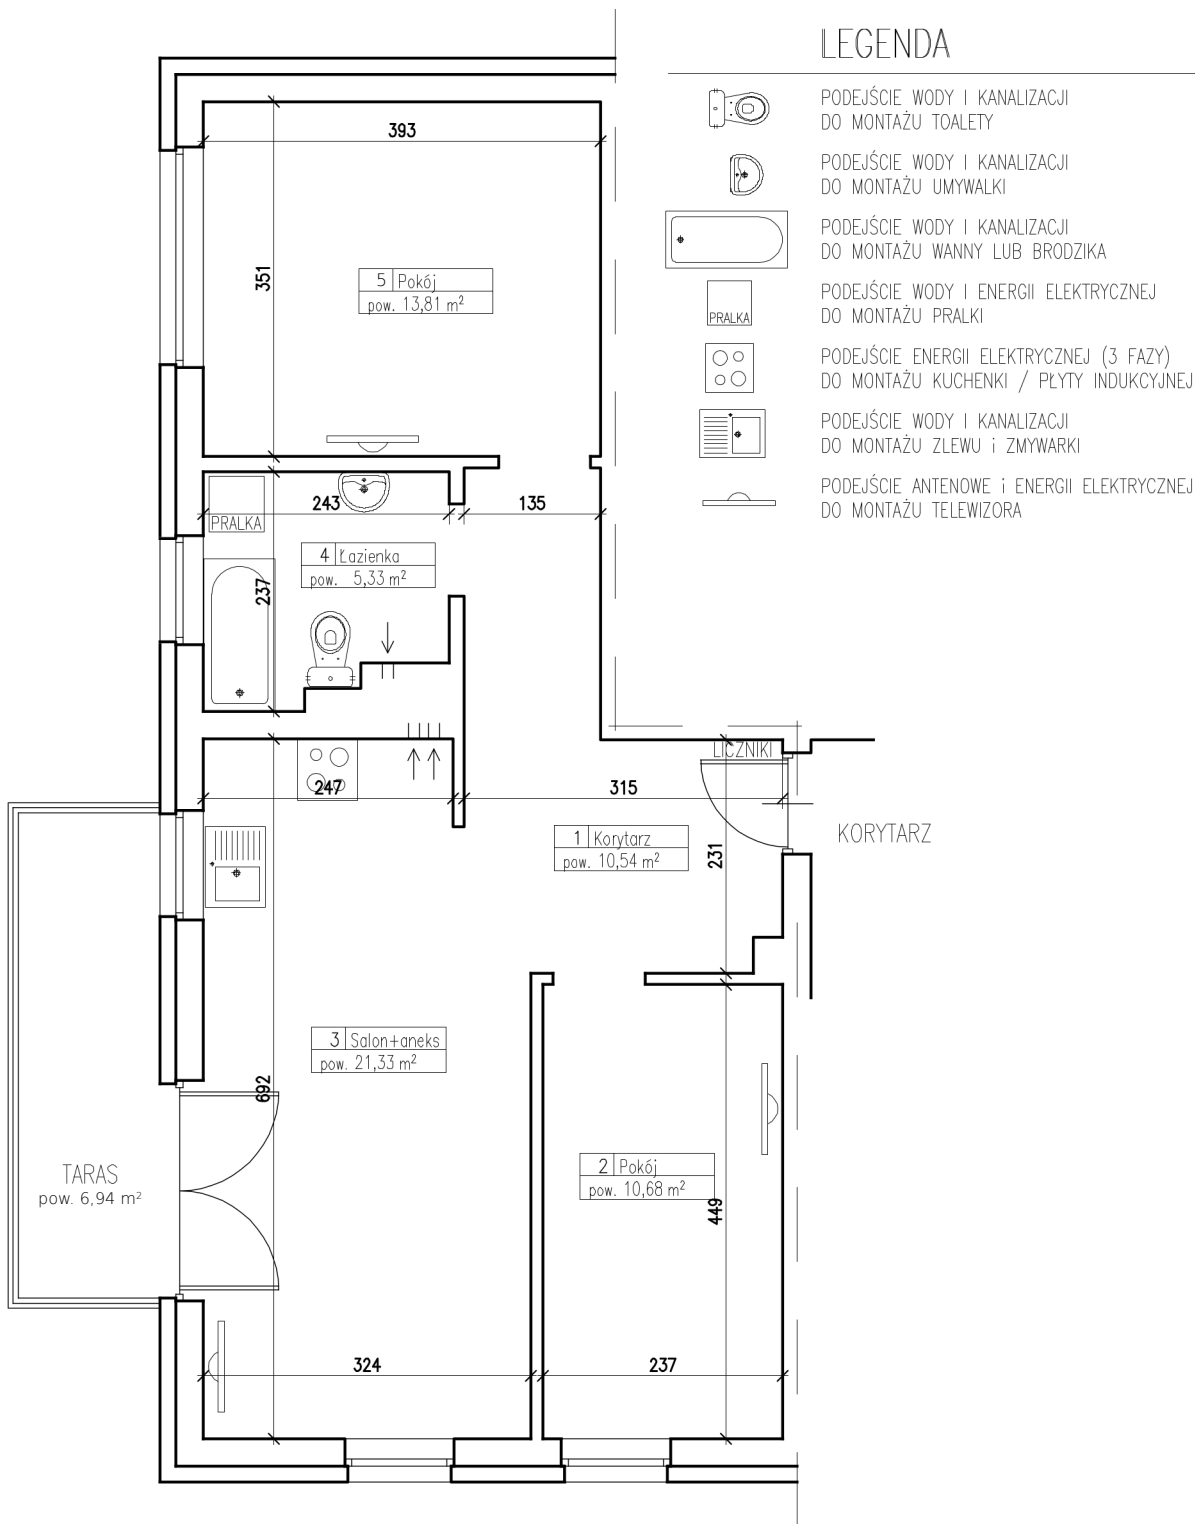 LEGENDA
PODEJŚCIE WODY I KANALIZACJI
DO MONTAŻU TOALETY
PODEJŚCIE WODY I KANALIZACJI
DO MONTAŻU UMYWALKI
PODEJŚCIE WODY I KANALIZACJI
DO MONTAŻU WANNY LUB BRODZIKA
PRALKA
PODEJŚCIE WODY I ENERGII ELEKTRYCZNEJ
DO MONTAŻU PRALKI
PODEJŚCIE ENERGII ELEKTRYCZNEJ (3 FAZY)
DO MONTAŻU KUCHENKI / PŁYTY INDUKCYJNEJ
PODEJŚCIE WODY I KANALIZACJI
DO MONTAŻU ZLEWU i ZMYWARKI
PODEJŚCIE ANTENOWE i ENERGII ELEKTRYCZNEJ
DO MONTAŻU TELEWIZORA
393
351
5 Pokój
pow. 13,81 m²
243
135
PRALKA
4 Łazienka
pow. 5,33 m²
237
LICZNIKI
247
315
KORYTARZ
1 Korytarz
pow. 10,54 m²
231
3 Salon+aneks
pow. 21,33 m²
692
TARAS
pow. 6,94 m²
2 Pokój
pow. 10,68 m²
449
324
237